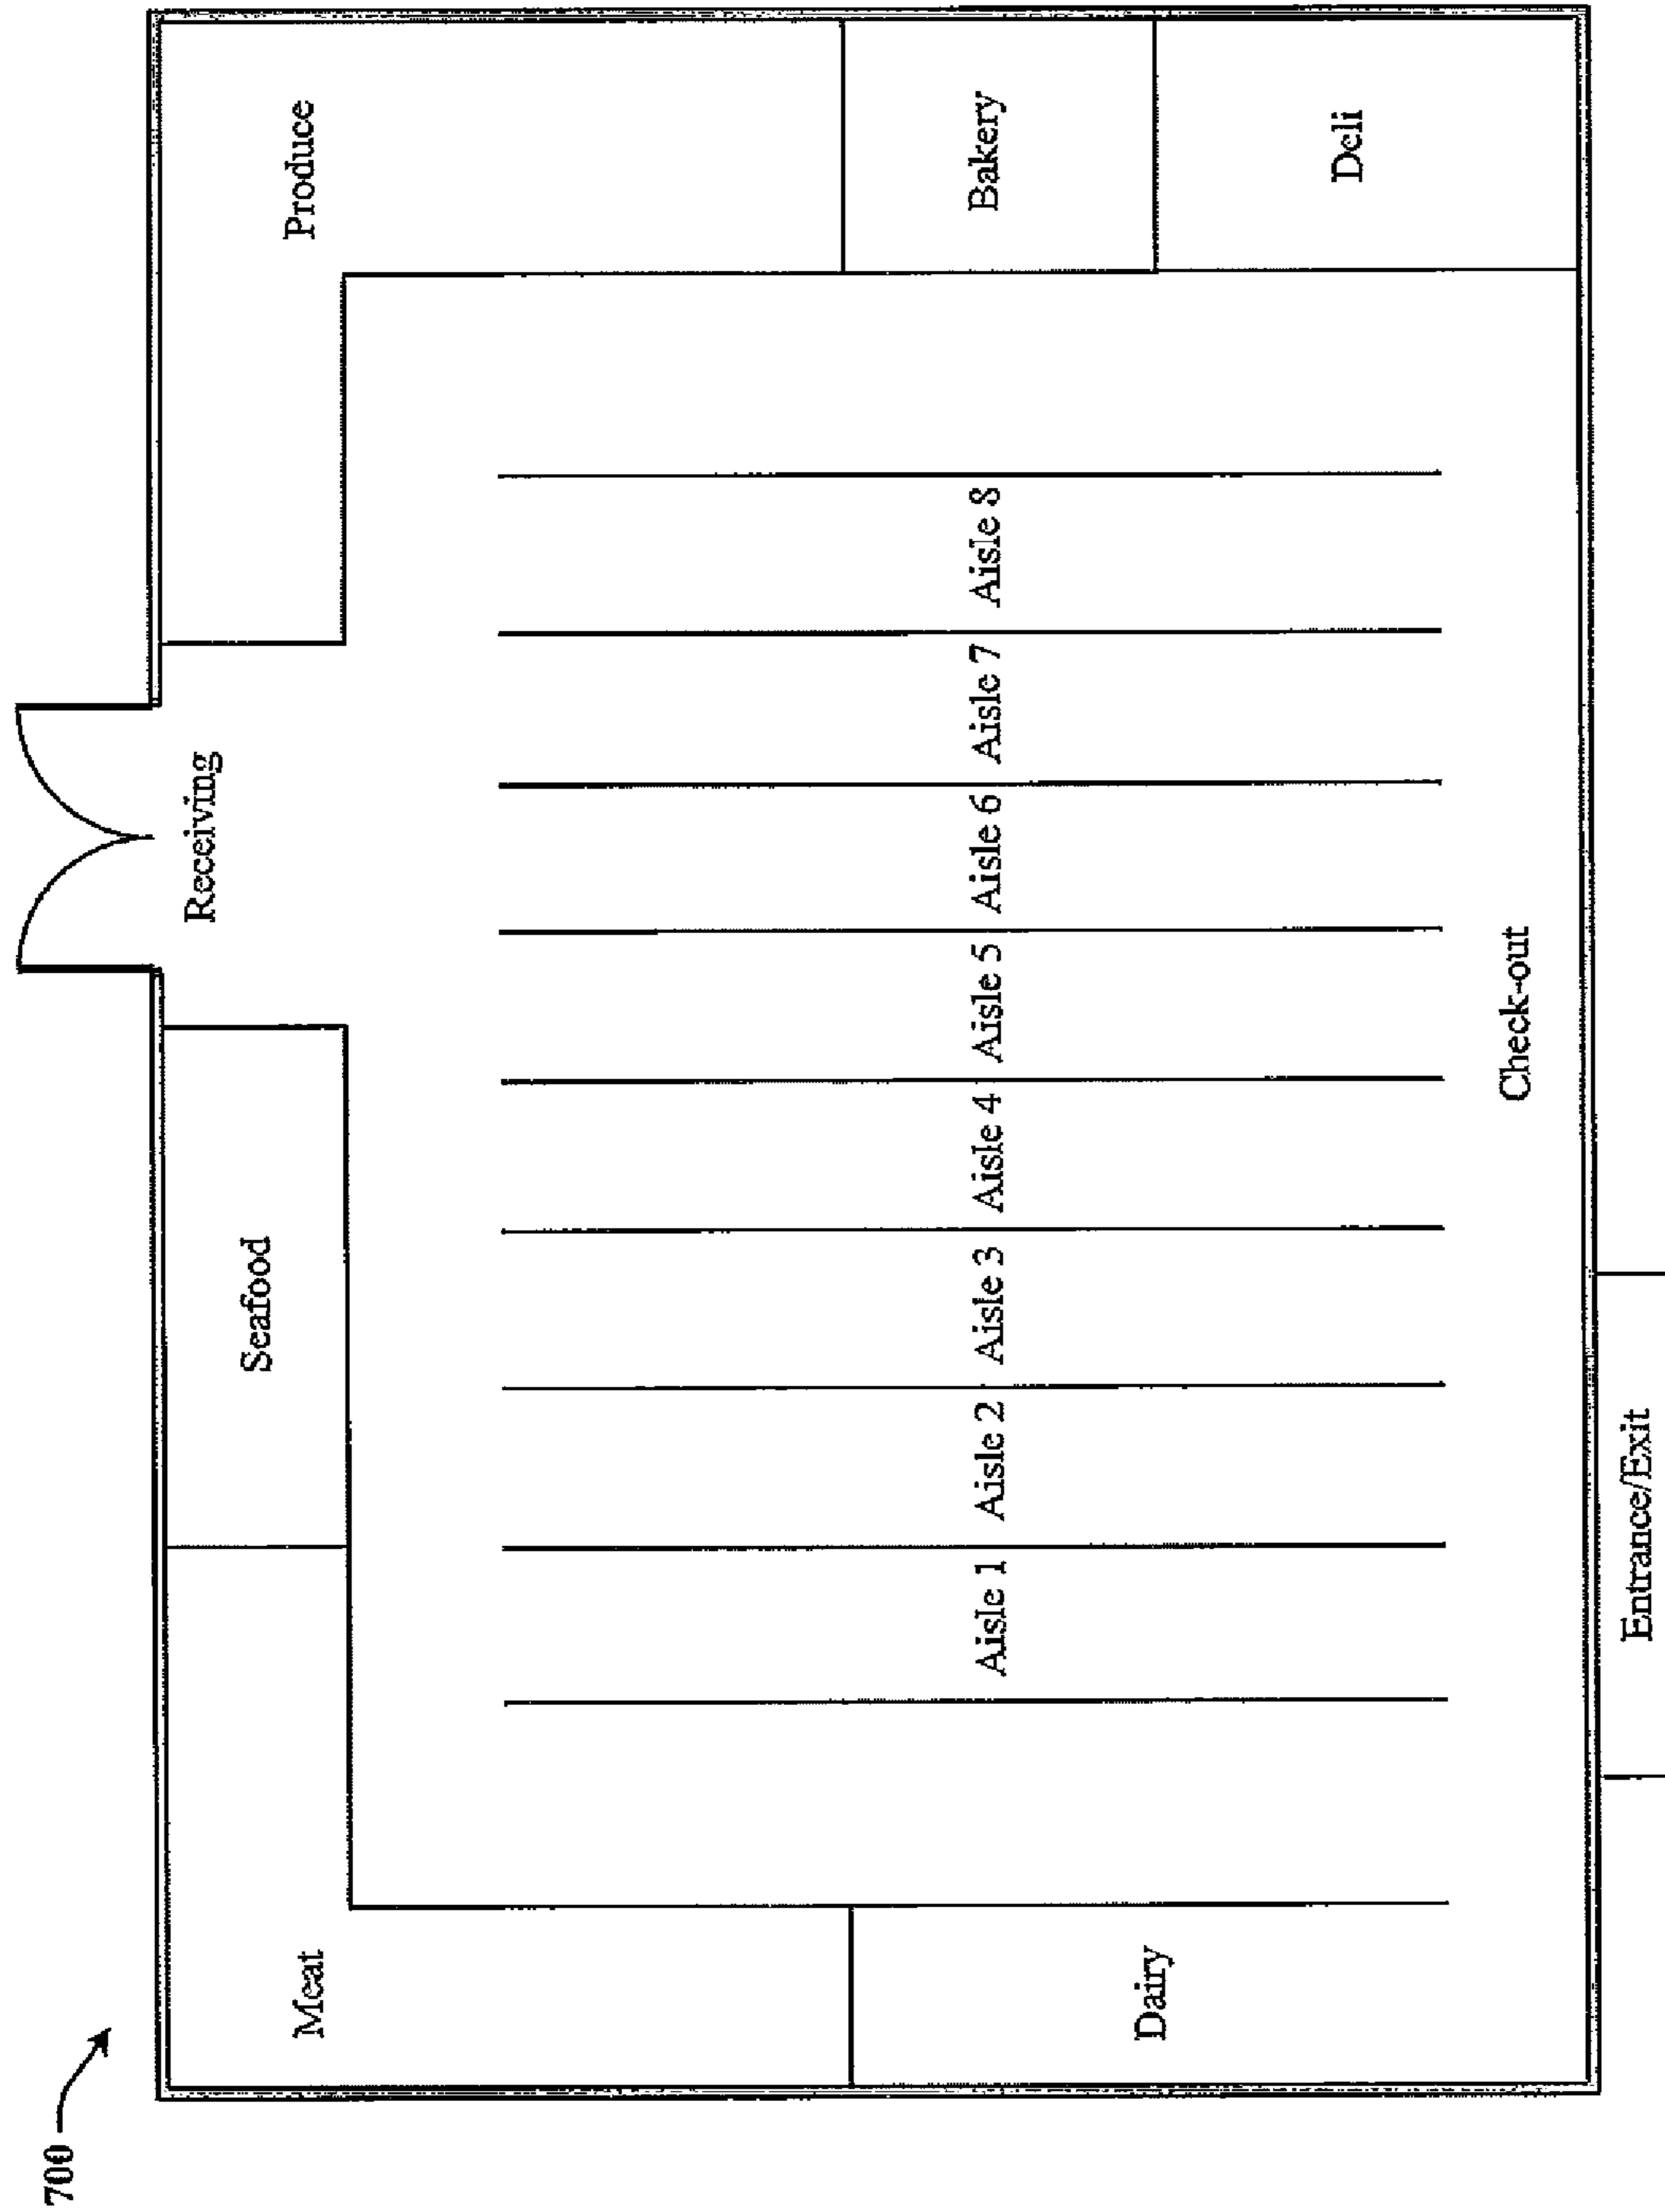 700
Receiving
Meat
Seafood
Produce
Aisle 1
Aisle 2
Aisle 3
Aisle 4
Aisle 5
Aisle 6
Aisle 7
Aisle 8
Bakery
Dairy
Deli
Check-out
Entrance/Exit